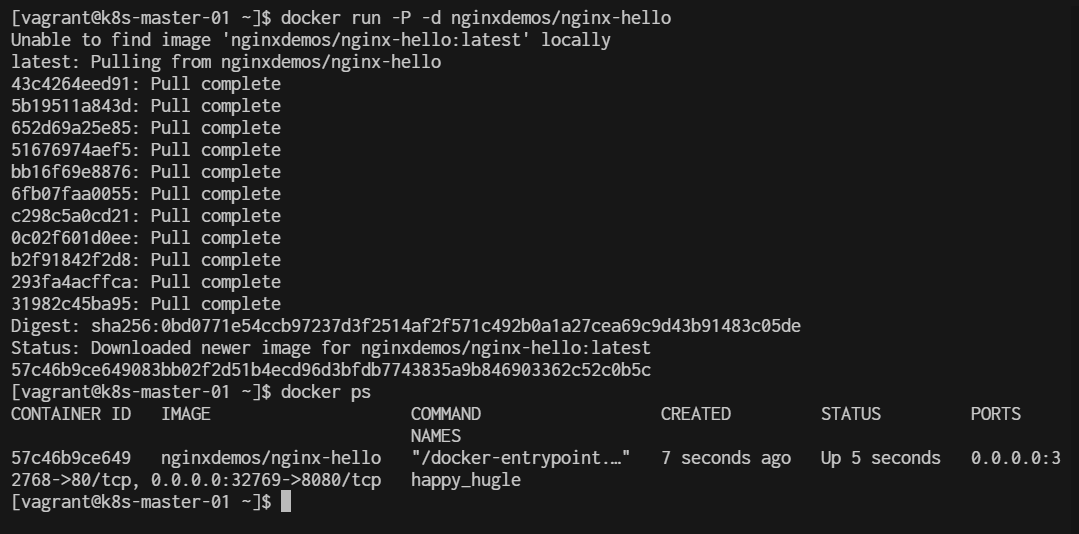 [vagrant@k8s-master-01 ~]$ docker run -P -d nginxdemos/nginx-hello
Unable to find image 'nginxdemos/nginx-hello:latest' locally
latest: Pulling from nginxdemos/nginx-hello
43c4264eed91: Pull complete
5b19511a843d: Pull complete
652d69a25e85: Pull complete
51676974aef5: Pull complete
bb16f69e8876: Pull complete
6fb07faa0055: Pull complete
c298c5a0cd21: Pull complete
0c02f601d0ee: Pull complete
b2f91842f2d8: Pull complete
293fa4acffca: Pull complete
31982c45ba95: Pull complete
Digest: sha256:0bd0771e54ccb97237d3f2514af2f571c492b0a1a27cea69c9d43b91483c05de
Status: Downloaded newer image for nginxdemos/nginx-hello:latest
57c46b9ce649083bb02f2d51b4ecd96d3bfdb7743835a9b846903362c52c0b5c
[vagrant@k8s-master-01 ~]$ docker ps
CONTAINER ID   IMAGE                    COMMAND                  CREATED         STATUS         PORTS
                                        NAMES
57c46b9ce649   nginxdemos/nginx-hello   "/docker-entrypoint.…"   7 seconds ago   Up 5 seconds   0.0.0.0:3
2768->80/tcp, 0.0.0.0:32769->8080/tcp   happy_hugle
[vagrant@k8s-master-01 ~]$